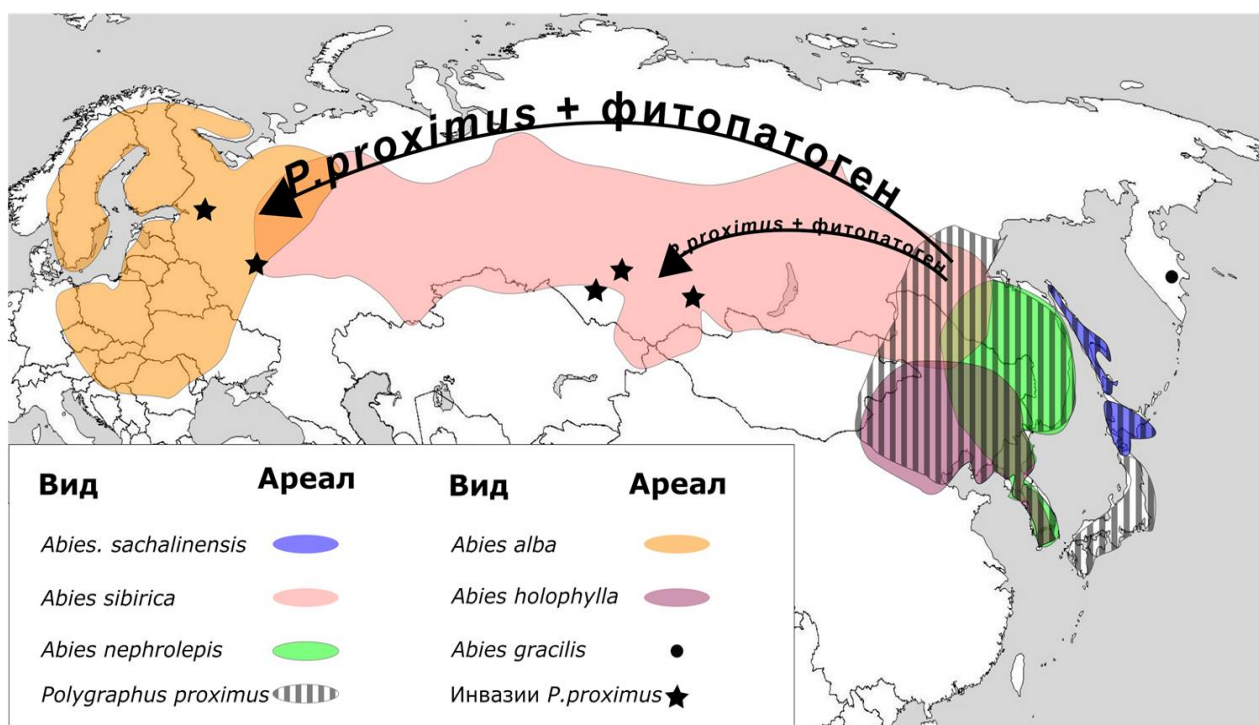 P.proximus + фитопатоген
P.proximus + фитопатоген
Вид Ареал Вид Ареал
Abies. sachalinensis Abies alba
Abies sibirica Abies holophylla
Abies nephrolepis Abies gracilis
Polygraphus proximus Инвазии P.proximus